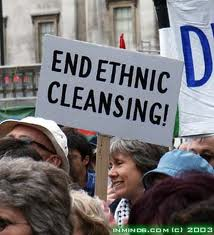 END ETHNIC
CLEANSING!
D
INMINDS.COM (C) 2003